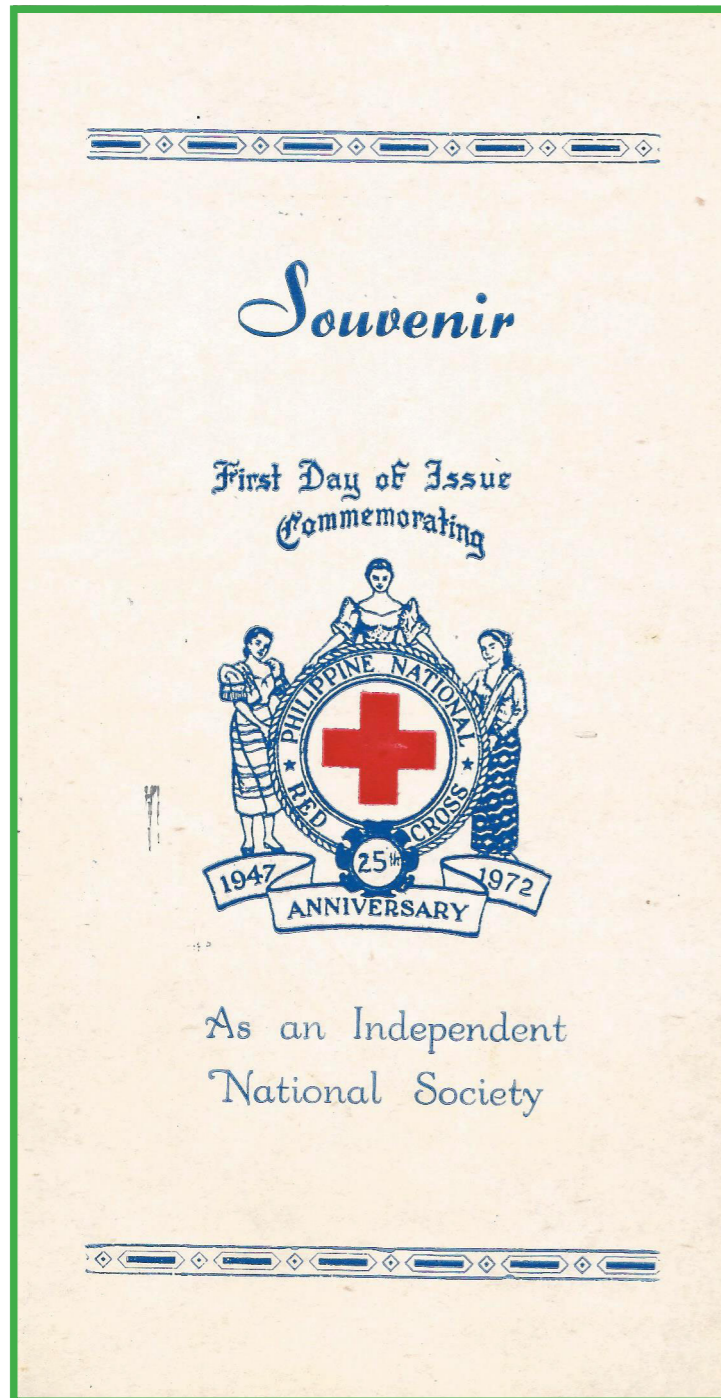 Souvenir
First Day of Issue
Commemorating
PHILIPPINE NATIONAL
★ RED CROSS ★
25th
1947 1972
ANNIVERSARY
As an Independent
National Society